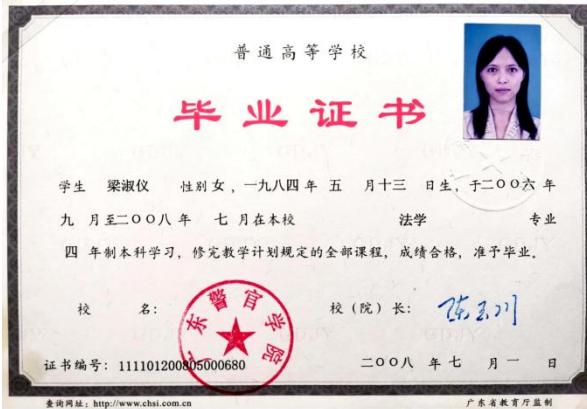 普通高等学校
毕业证书
学生 梁淑仪 性别 女，一九八四 年 五 月 十三 日生，于二〇〇六 年
九 月至二〇〇八 年 七 月在本校 法学 专业
四 年制本科学习，修完教学计划规定的全部课程，成绩合格，准予毕业。
校 名： 校（院）长：
广东警官学院
证书编号：111101200805000680 二〇〇八 年 七 月 一 日
查询网址：http://www.chsi.com.cn 广东省教育厅监制